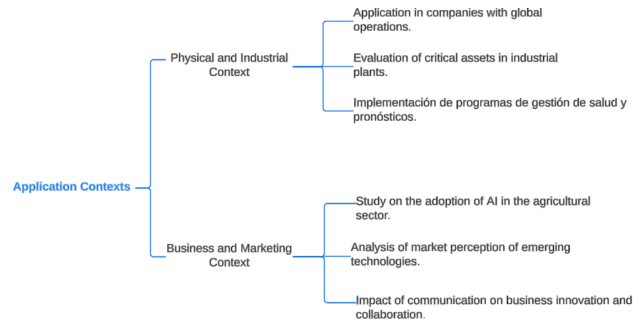 Application in companies with global
operations.
Physical and Industrial
Context
Evaluation of critical assets in industrial
plants.
Implementación de programas de gestión de salud y
pronósticos.
Application Contexts
Study on the adoption of AI in the agricultural
sector.
Business and Marketing
Context
Analysis of market perception of emerging
technologies.
Impact of communication on business innovation and
collaboration.